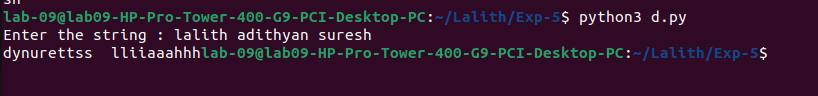 sh
lab-09@lab09-HP-Pro-Tower-400-G9-PCI-Desktop-PC:~/Lalith/Exp-5$ python3 d.py
Enter the string : lalith adithyan suresh
dynurettss  lliiaaahhhlab-09@lab09-HP-Pro-Tower-400-G9-PCI-Desktop-PC:~/Lalith/Exp-5$